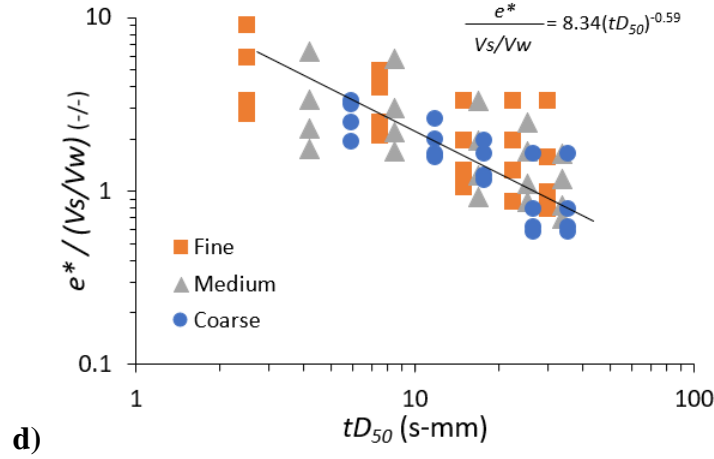 10
e*
Vs/Vw
= 8.34(tD50)-0.59
e* / (Vs/Vw) (-/-)
1
Fine
Medium
Coarse
0.1
1
10
100
tD50 (s-mm)
d)